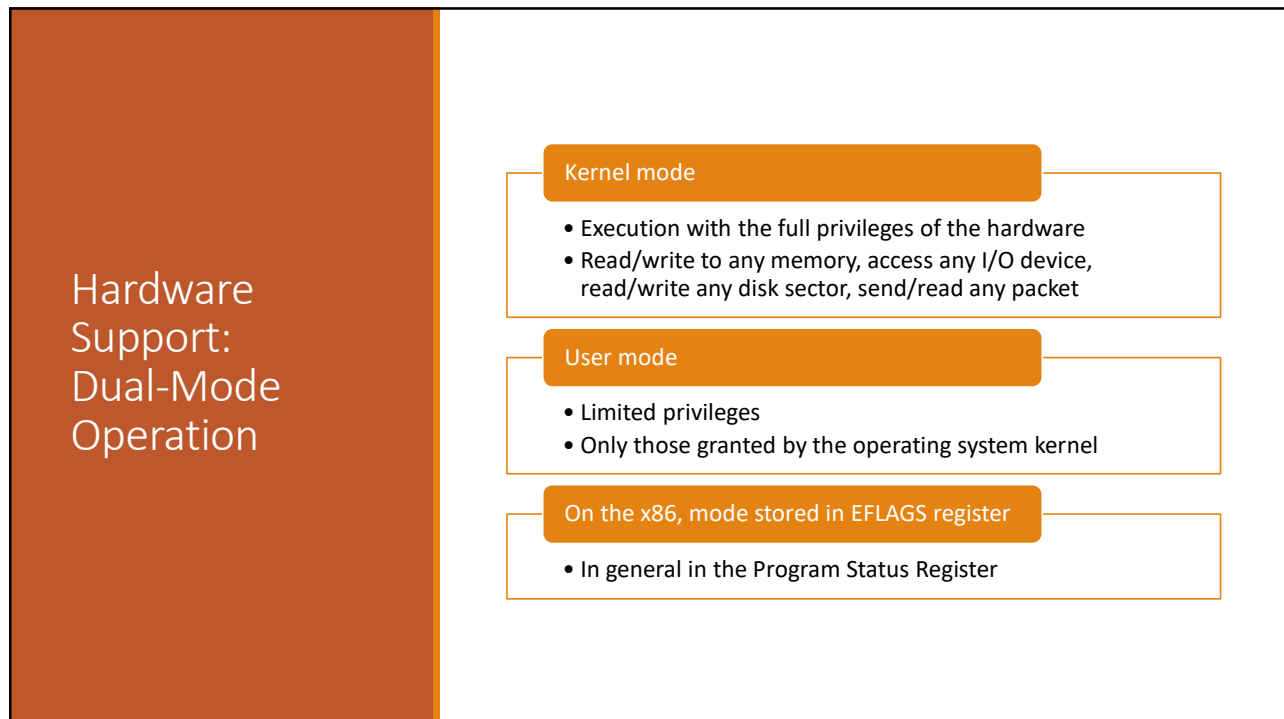 Hardware
Support:
Dual-Mode
Operation
Kernel mode
• Execution with the full privileges of the hardware
• Read/write to any memory, access any I/O device,
read/write any disk sector, send/read any packet
User mode
• Limited privileges
• Only those granted by the operating system kernel
On the x86, mode stored in EFLAGS register
• In general in the Program Status Register